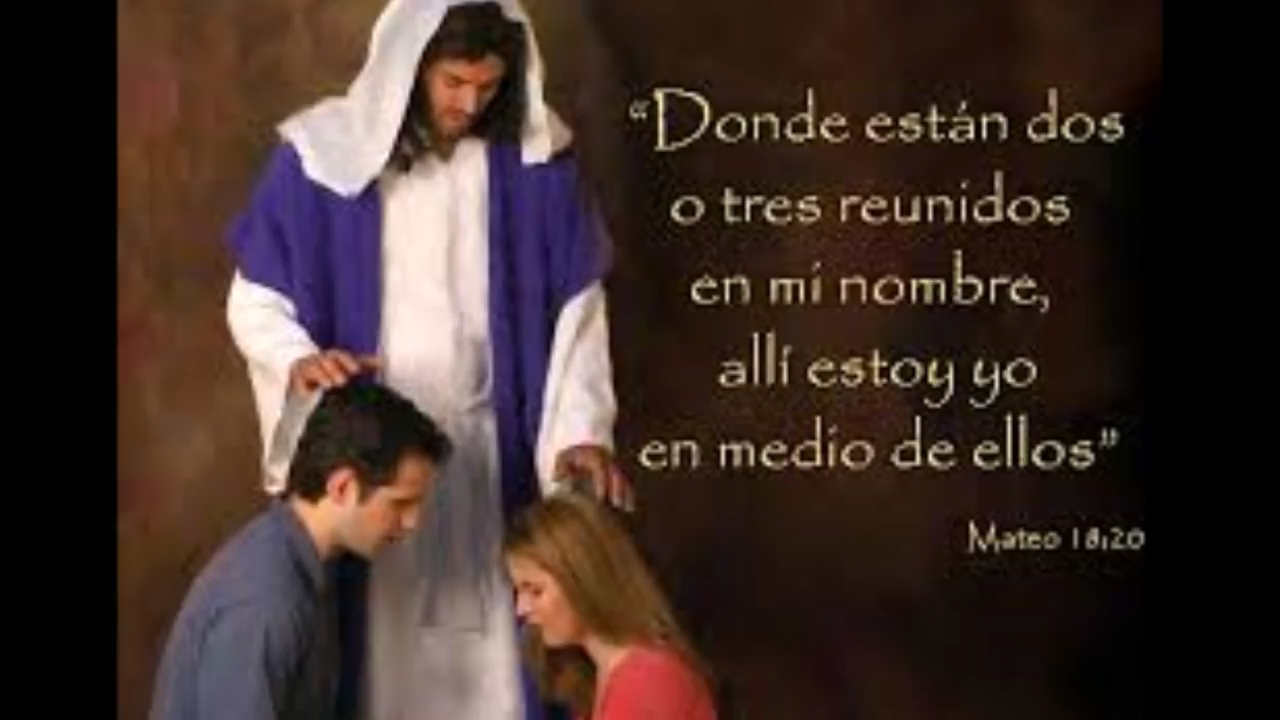 “Donde están dos
o tres reunidos
en mi nombre,
allí estoy yo
en medio de ellos”
Mateo 18:20